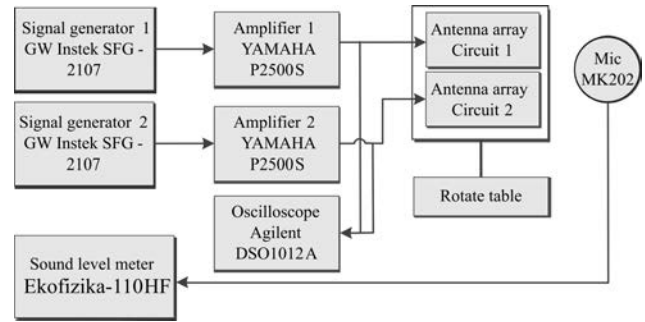 Signal generator 1
GW Instek SFG -
2107
Amplifier 1
YAMAHA
P2500S
Antenna array
Circuit 1
Antenna array
Circuit 2
Mic
MK202
Signal generator 2
GW Instek SFG -
2107
Amplifier 2
YAMAHA
P2500S
Rotate table
Oscilloscope
Agilent
DSO1012A
Sound level meter
Ekofizika-110HF